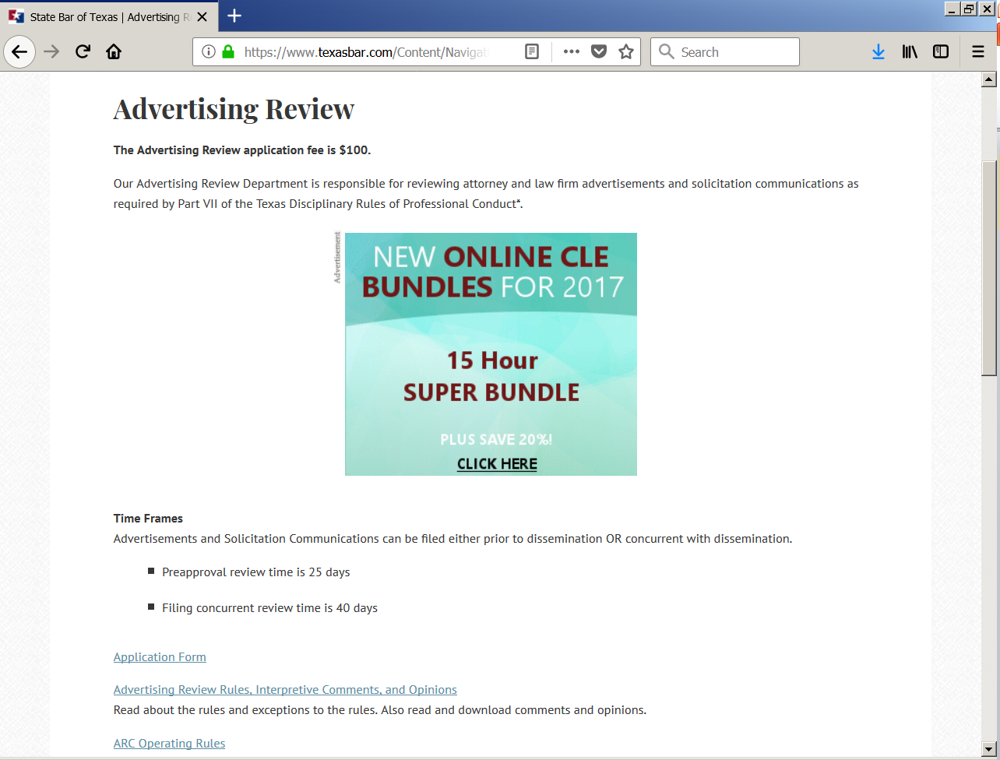 State Bar of Texas | Advertising R
https://www.texasbar.com/Content/Navigat
Search
Advertising Review
The Advertising Review application fee is $100.
Our Advertising Review Department is responsible for reviewing attorney and law firm advertisements and solicitation communications as
required by Part VII of the Texas Disciplinary Rules of Professional Conduct*.
Advertisement
NEW ONLINE CLE
BUNDLES FOR 2017
15 Hour
SUPER BUNDLE
PLUS SAVE 20%!
CLICK HERE
Time Frames
Advertisements and Solicitation Communications can be filed either prior to dissemination OR concurrent with dissemination.
Preapproval review time is 25 days
Filing concurrent review time is 40 days
Application Form
Advertising Review Rules, Interpretive Comments, and Opinions
Read about the rules and exceptions to the rules. Also read and download comments and opinions.
ARC Operating Rules